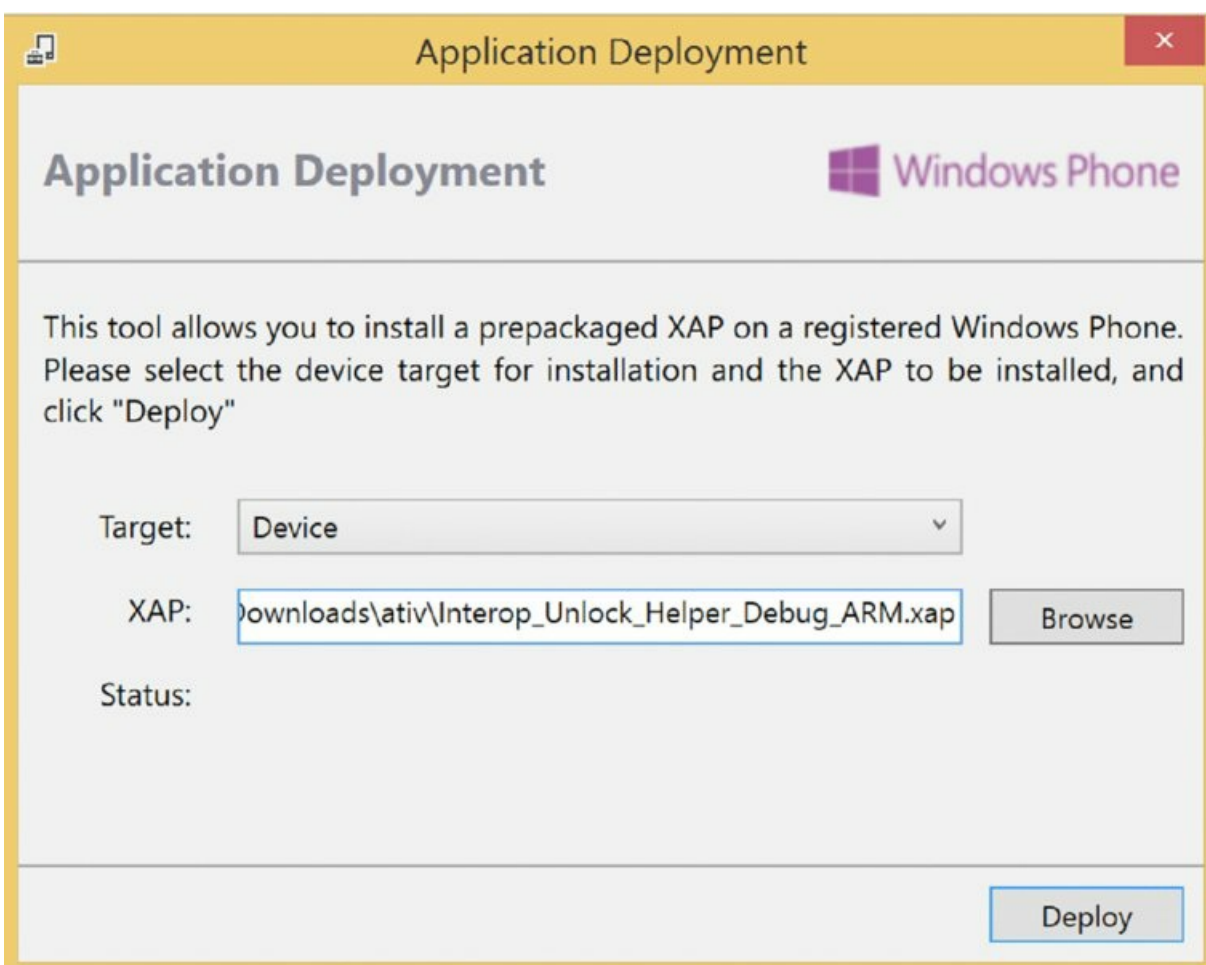 Application Deployment
Application Deployment
Windows Phone
This tool allows you to install a prepackaged XAP on a registered Windows Phone.
Please select the device target for installation and the XAP to be installed, and
click "Deploy"
Target:
Device
XAP:
ownloads\ativ\Interop_Unlock_Helper_Debug_ARM.xap
Browse
Status:
Deploy